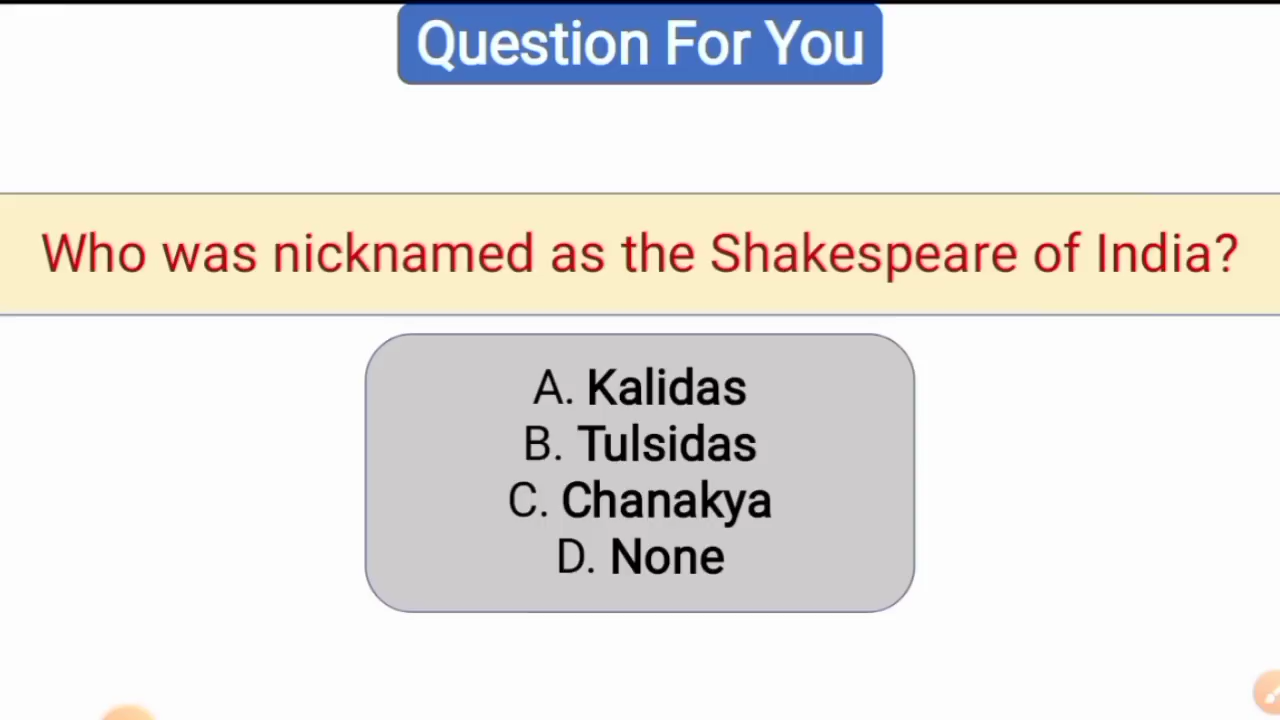 Question For You
Who was nicknamed as the Shakespeare of India?
A. Kalidas
B. Tulsidas
C. Chanakya
D. None